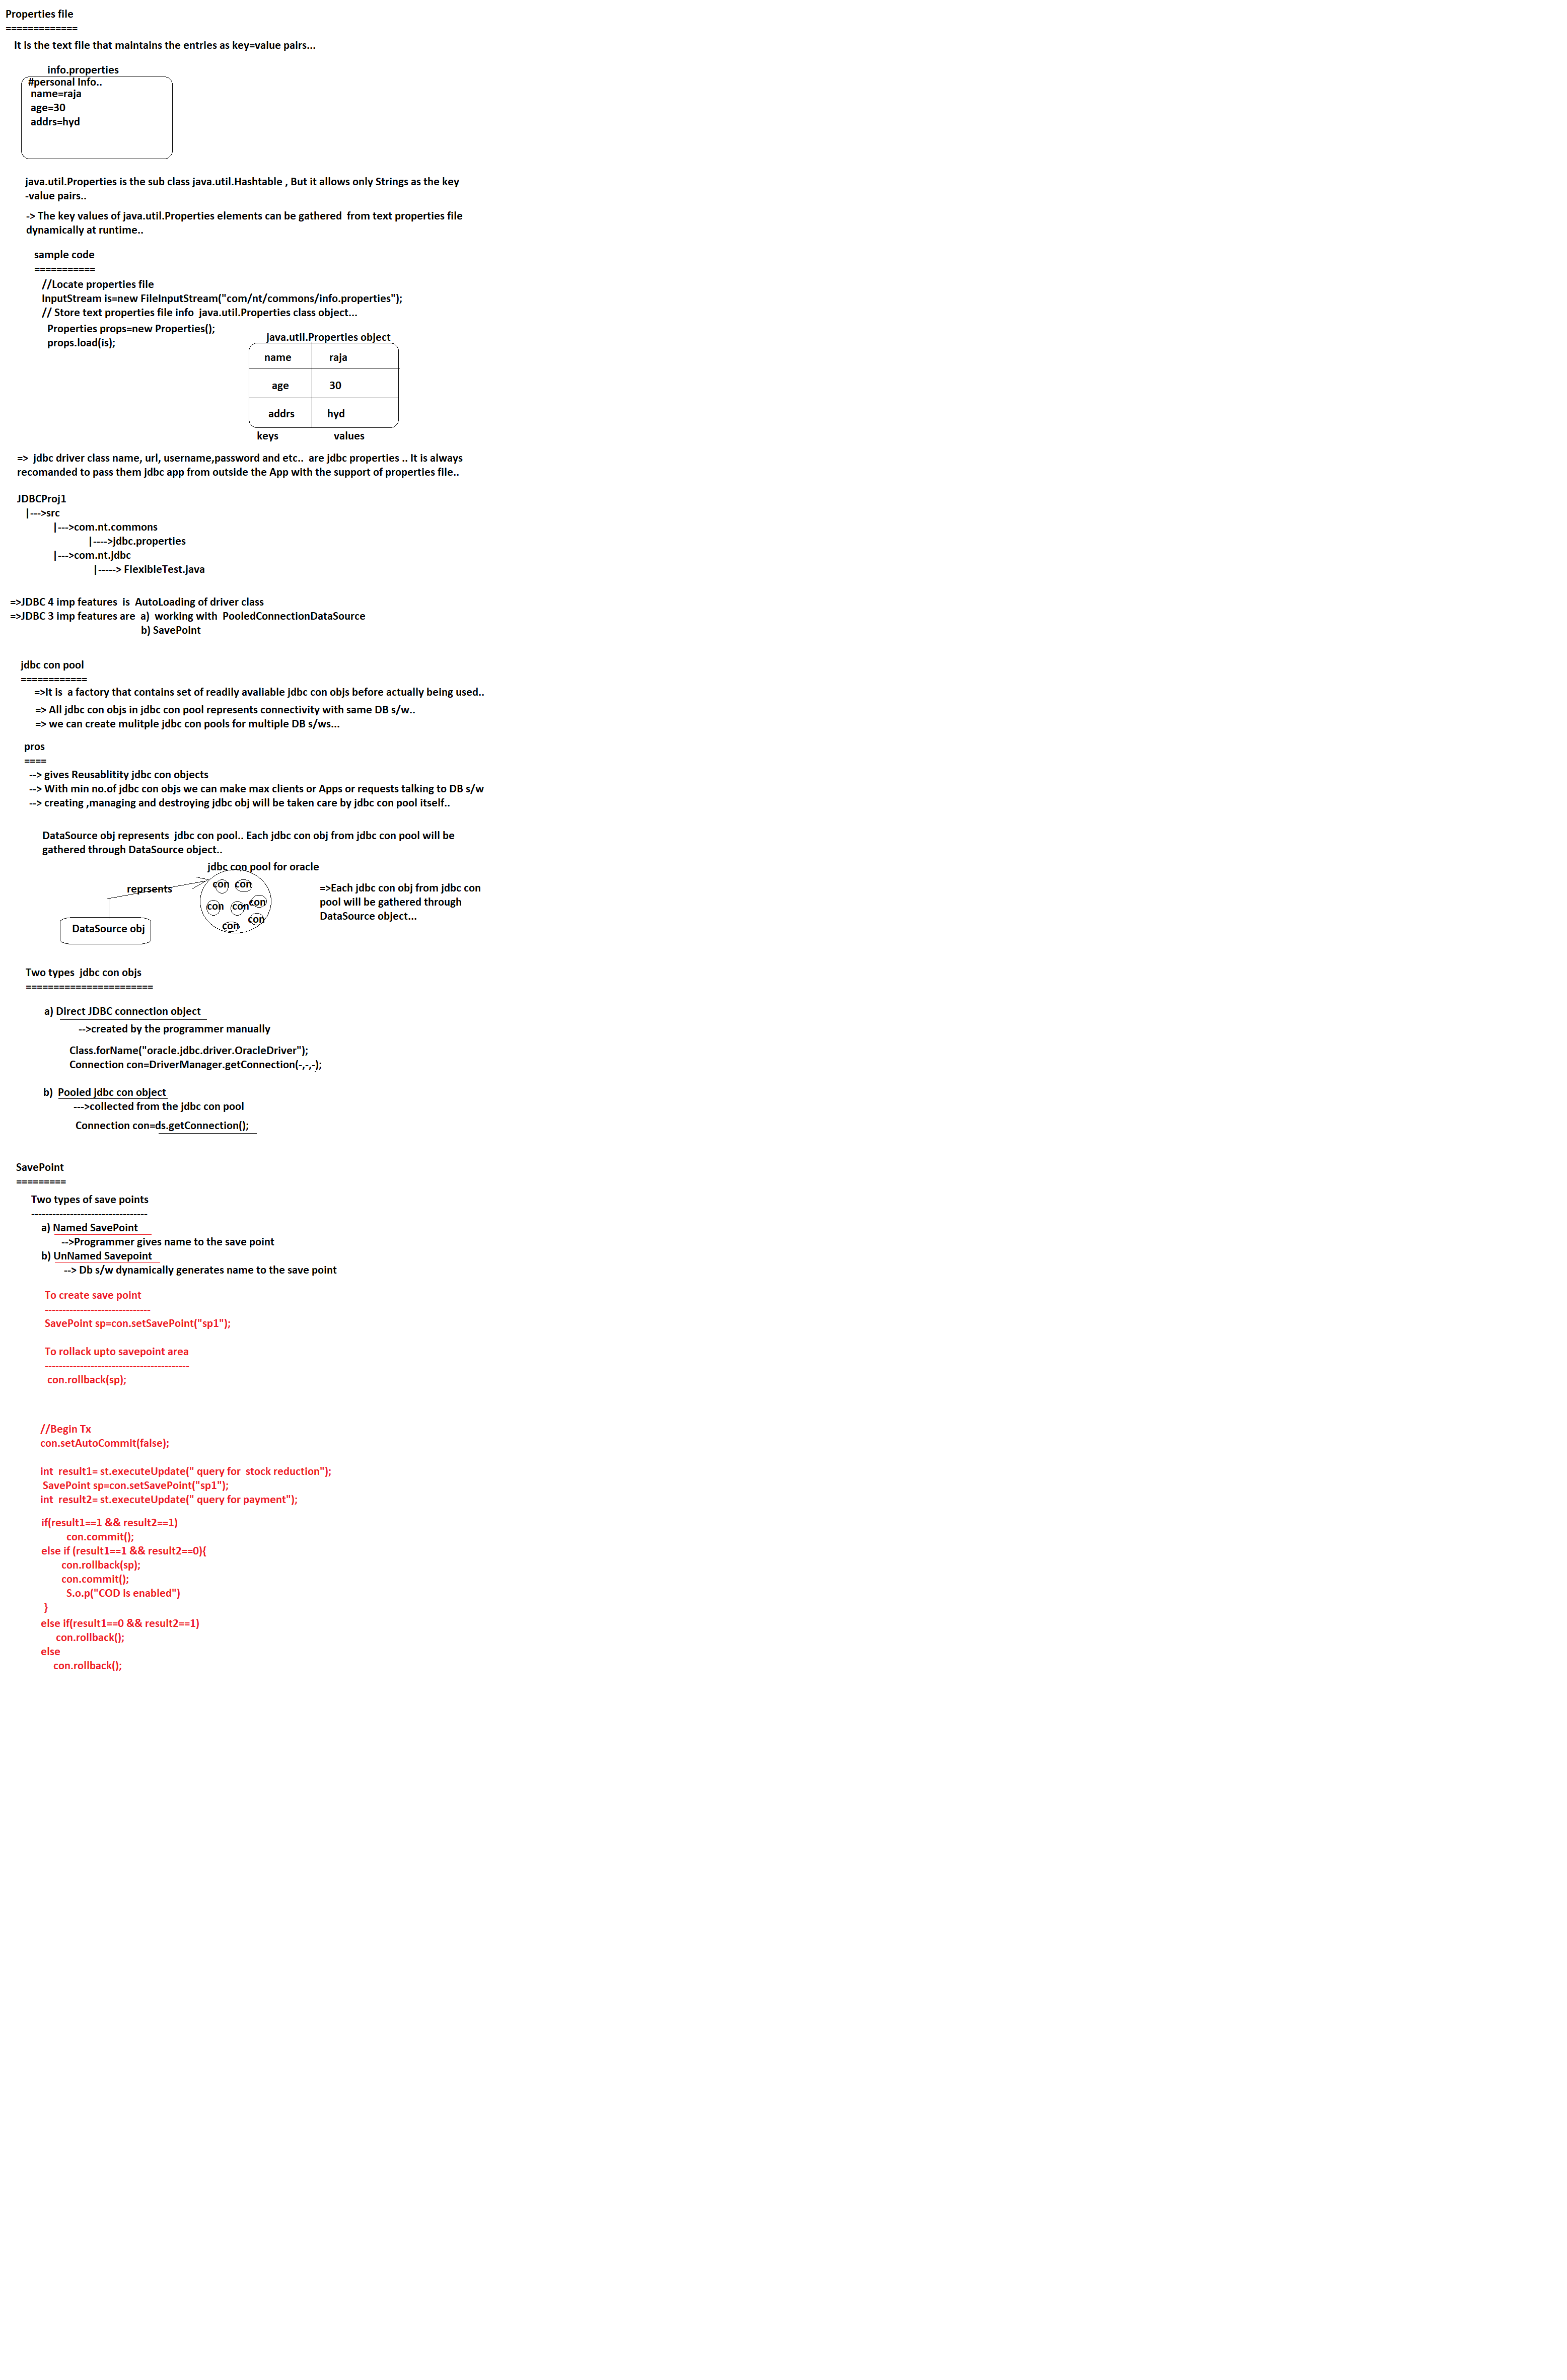 Properties file
=============
It is the text file that maintains the entries as key=value pairs...
info.properties
#personal Info..
name=raja
age=30
addrs=hyd
java.util.Properties is the sub class java.util.Hashtable , But it allows only Strings as the key
-value pairs..
-> The key values of java.util.Properties elements can be gathered  from text properties file
dynamically at runtime..
sample code
===========
//Locate properties file
InputStream is=new FileInputStream("com/nt/commons/info.properties");
// Store text properties file info  java.util.Properties class object...
Properties props=new Properties();
props.load(is);
java.util.Properties object
name raja
age 30
addrs hyd
keys values
=>  jdbc driver class name, url, username,password and etc..  are jdbc properties .. It is always
recomanded to pass them jdbc app from outside the App with the support of properties file..
JDBCProj1
|--->src
|--->com.nt.commons
|---->jdbc.properties
|--->com.nt.jdbc
|-----> FlexibleTest.java
=>JDBC 4 imp features  is  AutoLoading of driver class
=>JDBC 3 imp features are  a)  working with  PooledConnectionDataSource
b) SavePoint
jdbc con pool
============
=>It is  a factory that contains set of readily avaliable jdbc con objs before actually being used..
=> All jdbc con objs in jdbc con pool represents connectivity with same DB s/w..
=> we can create mulitple jdbc con pools for multiple DB s/ws...
pros
====
--> gives Reusablitity jdbc con objects
--> With min no.of jdbc con objs we can make max clients or Apps or requests talking to DB s/w
--> creating ,managing and destroying jdbc obj will be taken care by jdbc con pool itself..
DataSource obj represents  jdbc con pool.. Each jdbc con obj from jdbc con pool will be
gathered through DataSource object..
jdbc con pool for oracle
reprsents
con con
con con con
con
con
DataSource obj
=>Each jdbc con obj from jdbc con
pool will be gathered through
DataSource object...
Two types  jdbc con objs
=======================
a) Direct JDBC connection object
-->created by the programmer manually
Class.forName("oracle.jdbc.driver.OracleDriver");
Connection con=DriverManager.getConnection(-,-,-);
b)  Pooled jdbc con object
--->collected from the jdbc con pool
Connection con=ds.getConnection();
SavePoint
=========
Two types of save points
---------------------------------
a) Named SavePoint
-->Programmer gives name to the save point
b) UnNamed Savepoint
--> Db s/w dynamically generates name to the save point
To create save point
------------------------------
SavePoint sp=con.setSavePoint("sp1");
To rollack upto savepoint area
-----------------------------------------
con.rollback(sp);
//Begin Tx
con.setAutoCommit(false);
int  result1= st.executeUpdate(" query for  stock reduction");
SavePoint sp=con.setSavePoint("sp1");
int  result2= st.executeUpdate(" query for payment");
if(result1==1 && result2==1)
con.commit();
else if (result1==1 && result2==0){
con.rollback(sp);
con.commit();
S.o.p("COD is enabled")
}
else if(result1==0 && result2==1)
con.rollback();
else
con.rollback();